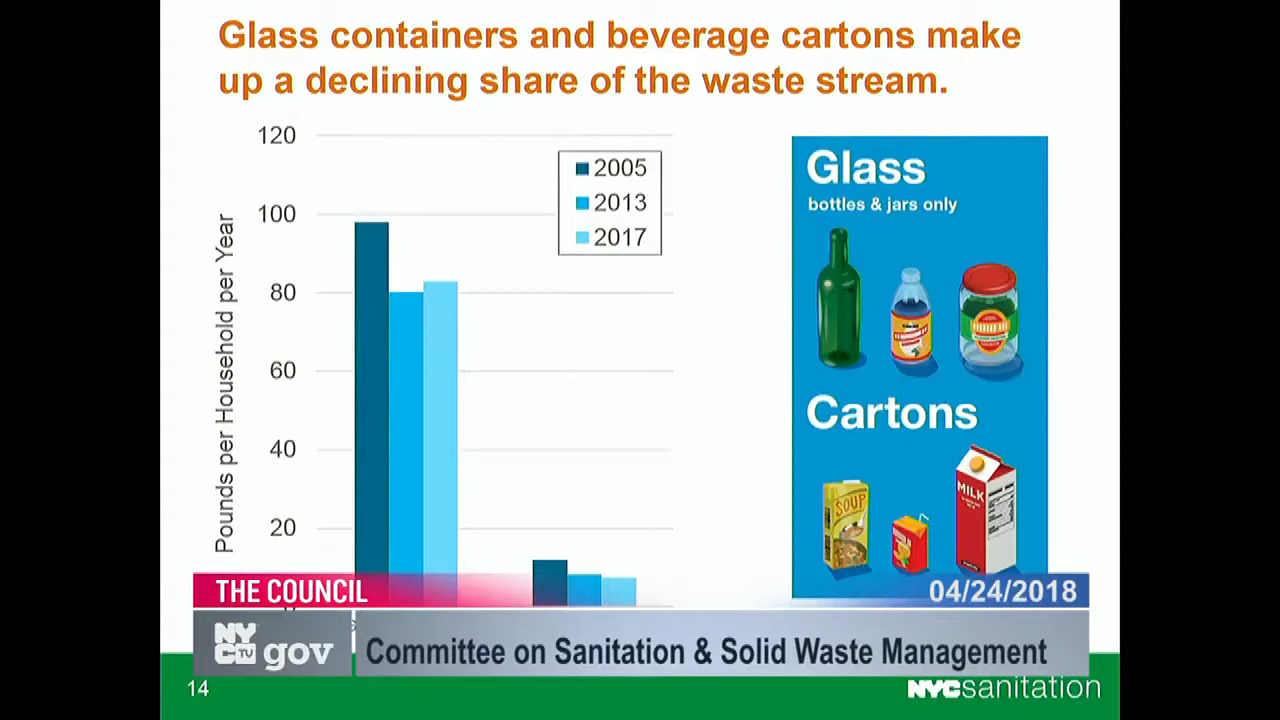 Glass containers and beverage cartons make
up a declining share of the waste stream.
120
100
80
60
40
20
Pounds per Household per Year
2005
2013
2017
Glass
bottles & jars only
Cartons
SOUP
MILK
THE COUNCIL
04/24/2018
NYC TV gov
Committee on Sanitation & Solid Waste Management
14
NYCsanitation